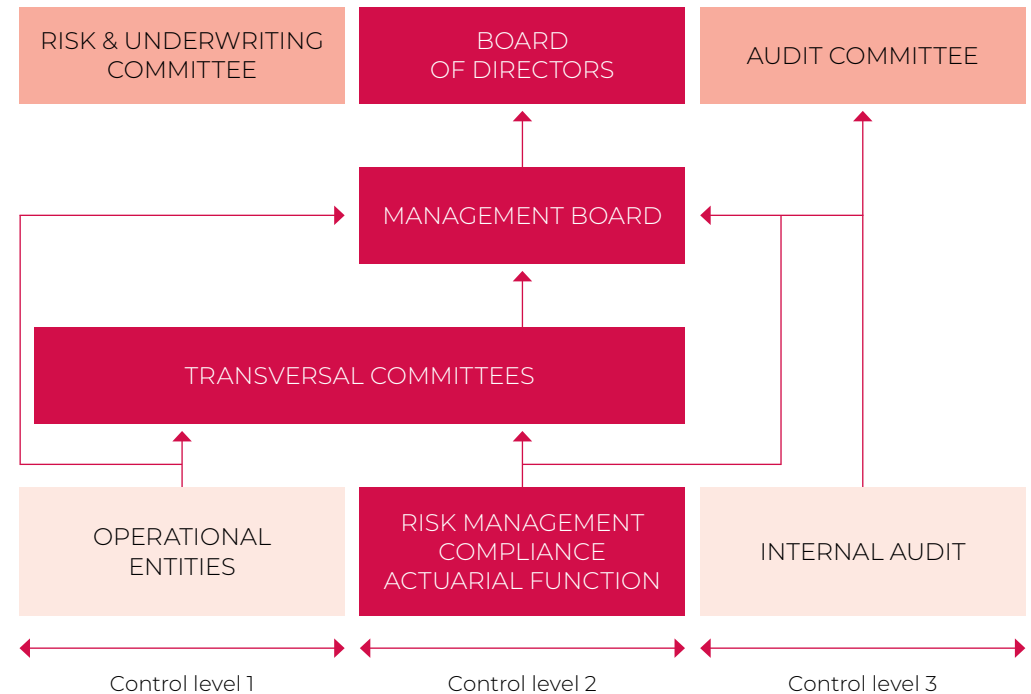 RISK & UNDERWRITING
COMMITTEE
BOARD
OF DIRECTORS
AUDIT COMMITTEE
MANAGEMENT BOARD
TRANSVERSAL COMMITTEES
OPERATIONAL
ENTITIES
RISK MANAGEMENT
COMPLIANCE
ACTUARIAL FUNCTION
INTERNAL AUDIT
Control level 1
Control level 2
Control level 3